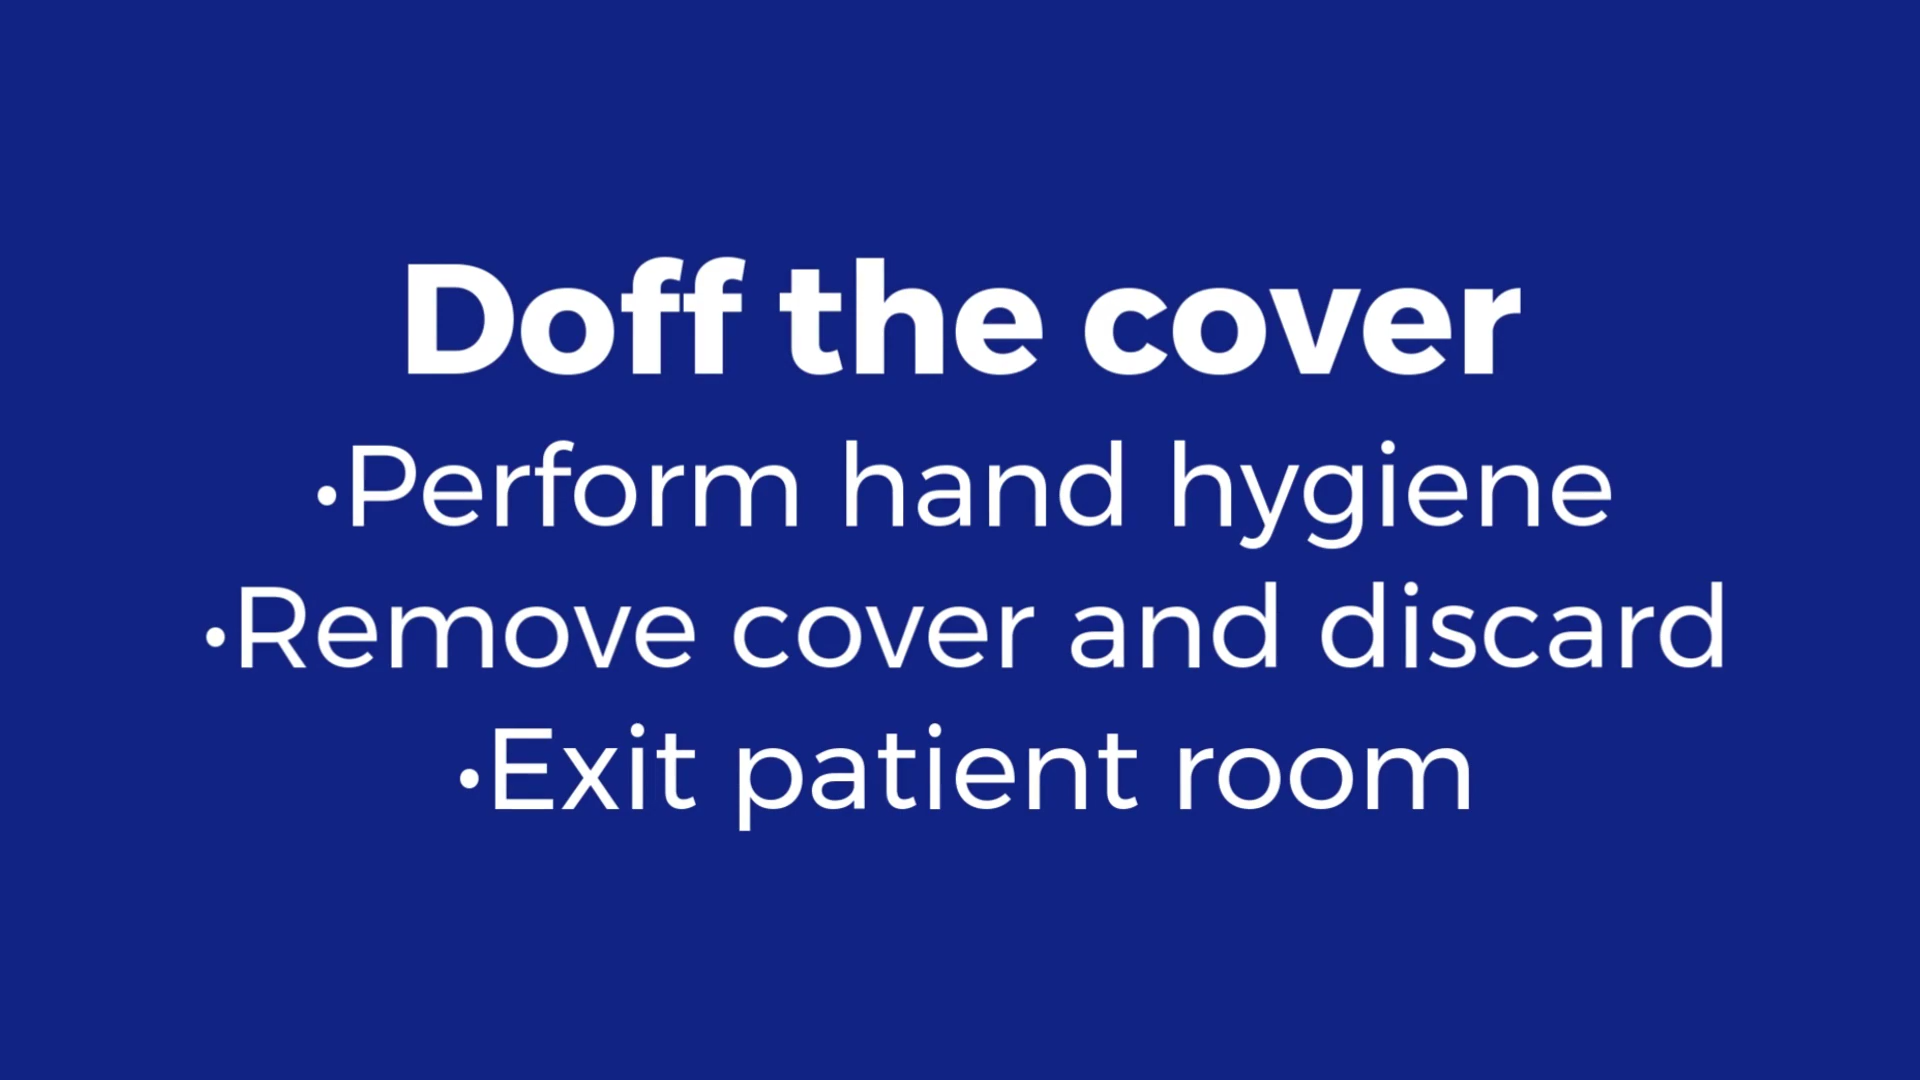 Doff the cover
•Perform hand hygiene
•Remove cover and discard
•Exit patient room